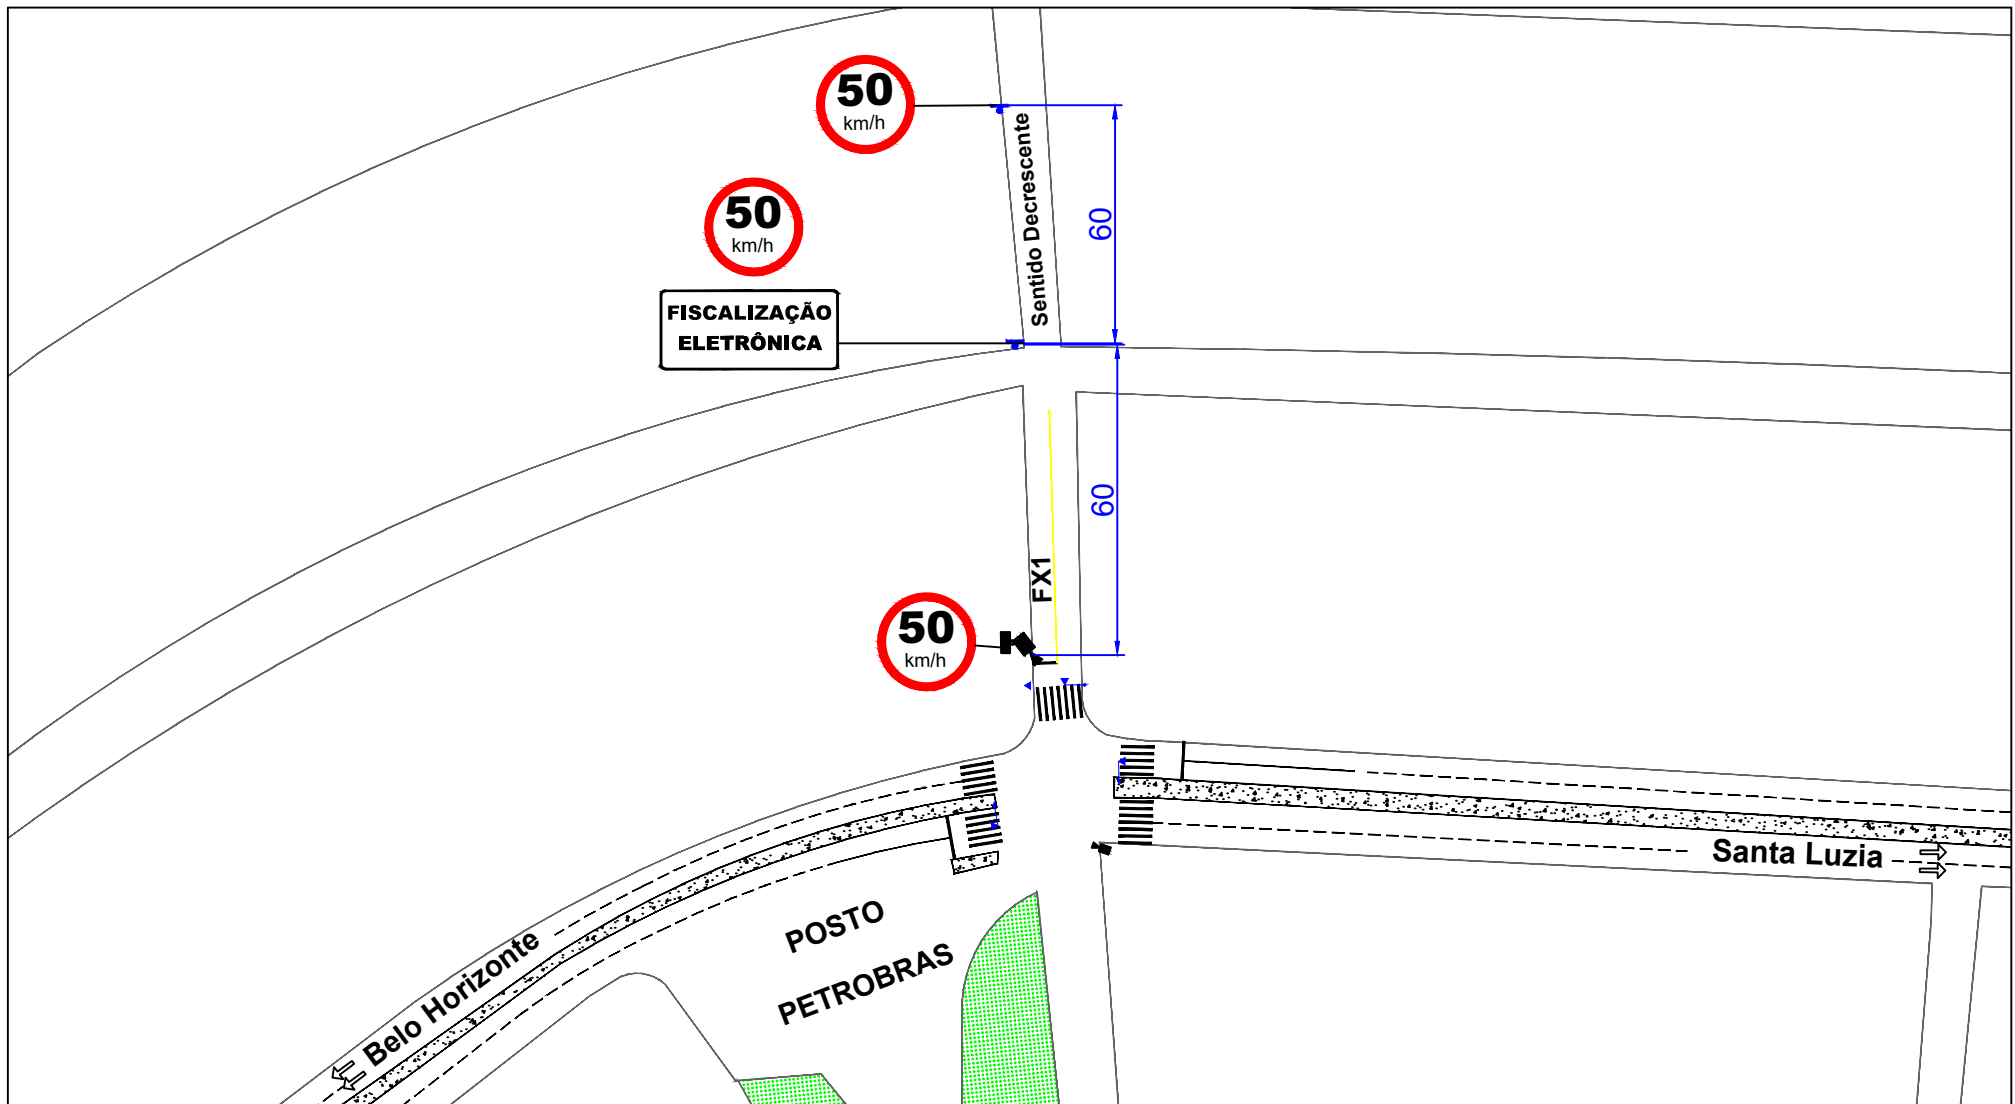 50
km/h
Sentido Decrescente
50
km/h
60
FISCALIZAÇÃO
ELETRÔNICA
60
FX1
50
km/h
Santa Luzia
POSTO
PETROBRAS
Belo Horizonte